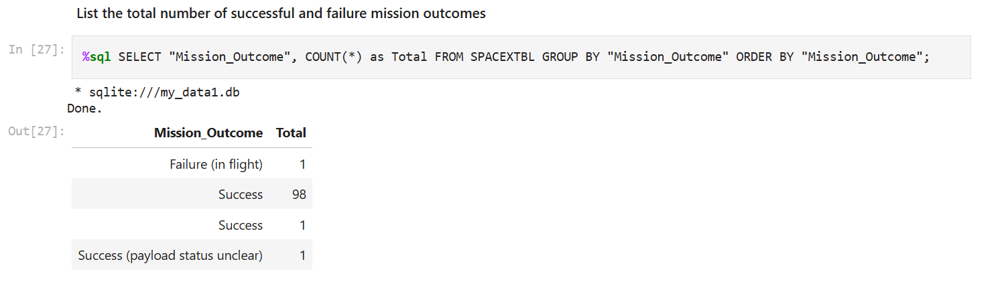 List the total number of successful and failure mission outcomes
In [27]: %sql SELECT "Mission_Outcome", COUNT(*) as Total FROM SPACEXTBL GROUP BY "Mission_Outcome" ORDER BY "Mission_Outcome";
* sqlite:///my_data1.db
Done.
Out[27]: Mission_Outcome Total
Failure (in flight) 1
Success 98
Success 1
Success (payload status unclear) 1